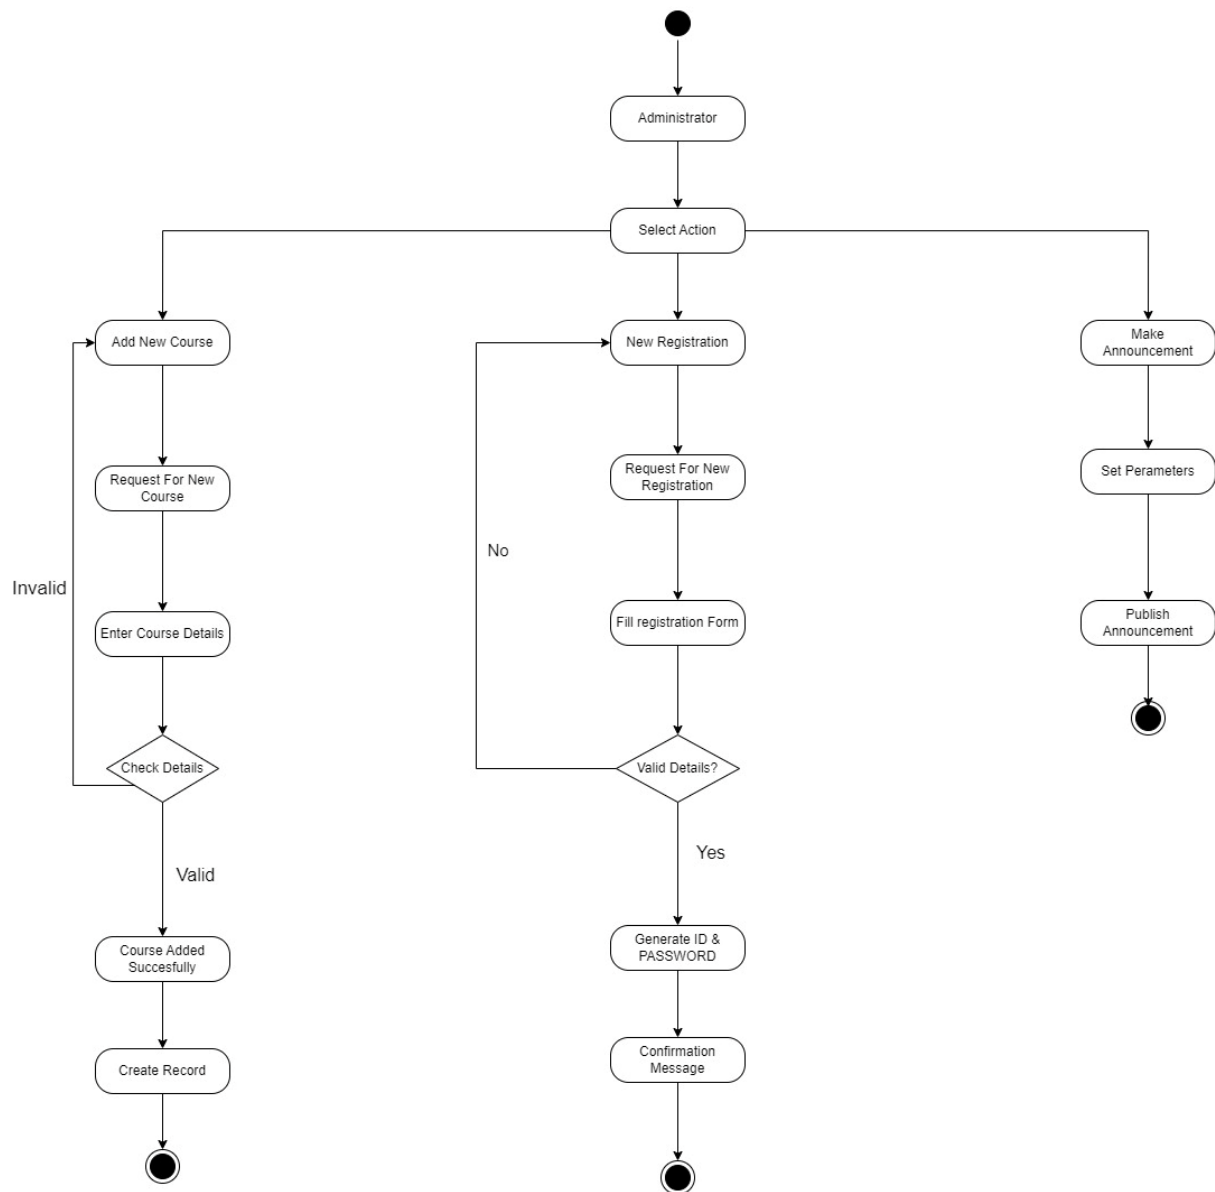 Administrator
Select Action
Add New Course
New Registration
Make
Announcement
Request For New
Course
Request For New
Registration
Set Perameters
No
Invalid
Enter Course Details
Fill registration Form
Publish
Announcement
Check Details
Valid Details?
Yes
Valid
Course Added
Succesfully
Generate ID &
PASSWORD
Create Record
Confirmation
Message